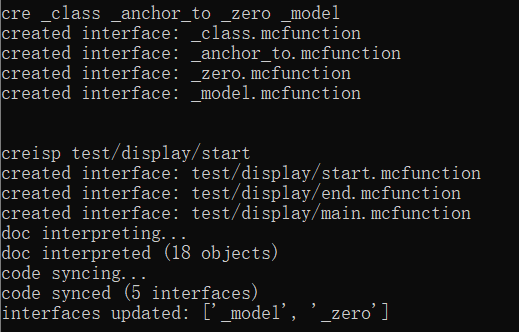 cre _class _anchor_to _zero _model
created interface: _class.mcfunction
created interface: _anchor_to.mcfunction
created interface: _zero.mcfunction
created interface: _model.mcfunction
creisp test/display/start
created interface: test/display/start.mcfunction
created interface: test/display/end.mcfunction
created interface: test/display/main.mcfunction
doc interpreting...
doc interpreted (18 objects)
code syncing...
code synced (5 interfaces)
interfaces updated: ['_model', '_zero']